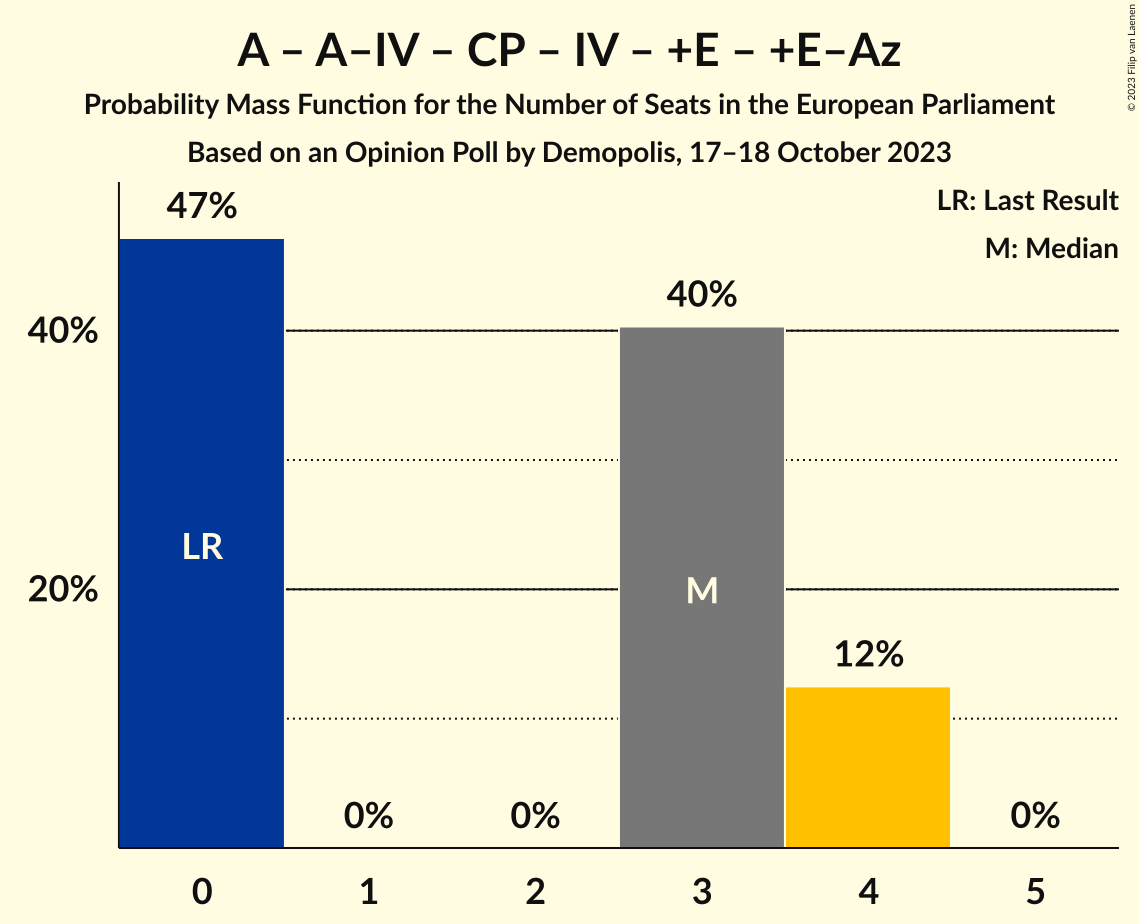 A – A–IV – CP – IV – +E – +E–Az
Probability Mass Function for the Number of Seats in the European Parliament
Based on an Opinion Poll by Demopolis, 17–18 October 2023
© 2023 Filip van Laenen
LR: Last Result
M: Median
47%
40%
40%
LR
20%
M
12%
0%
0%
0%
0
1
2
3
4
5